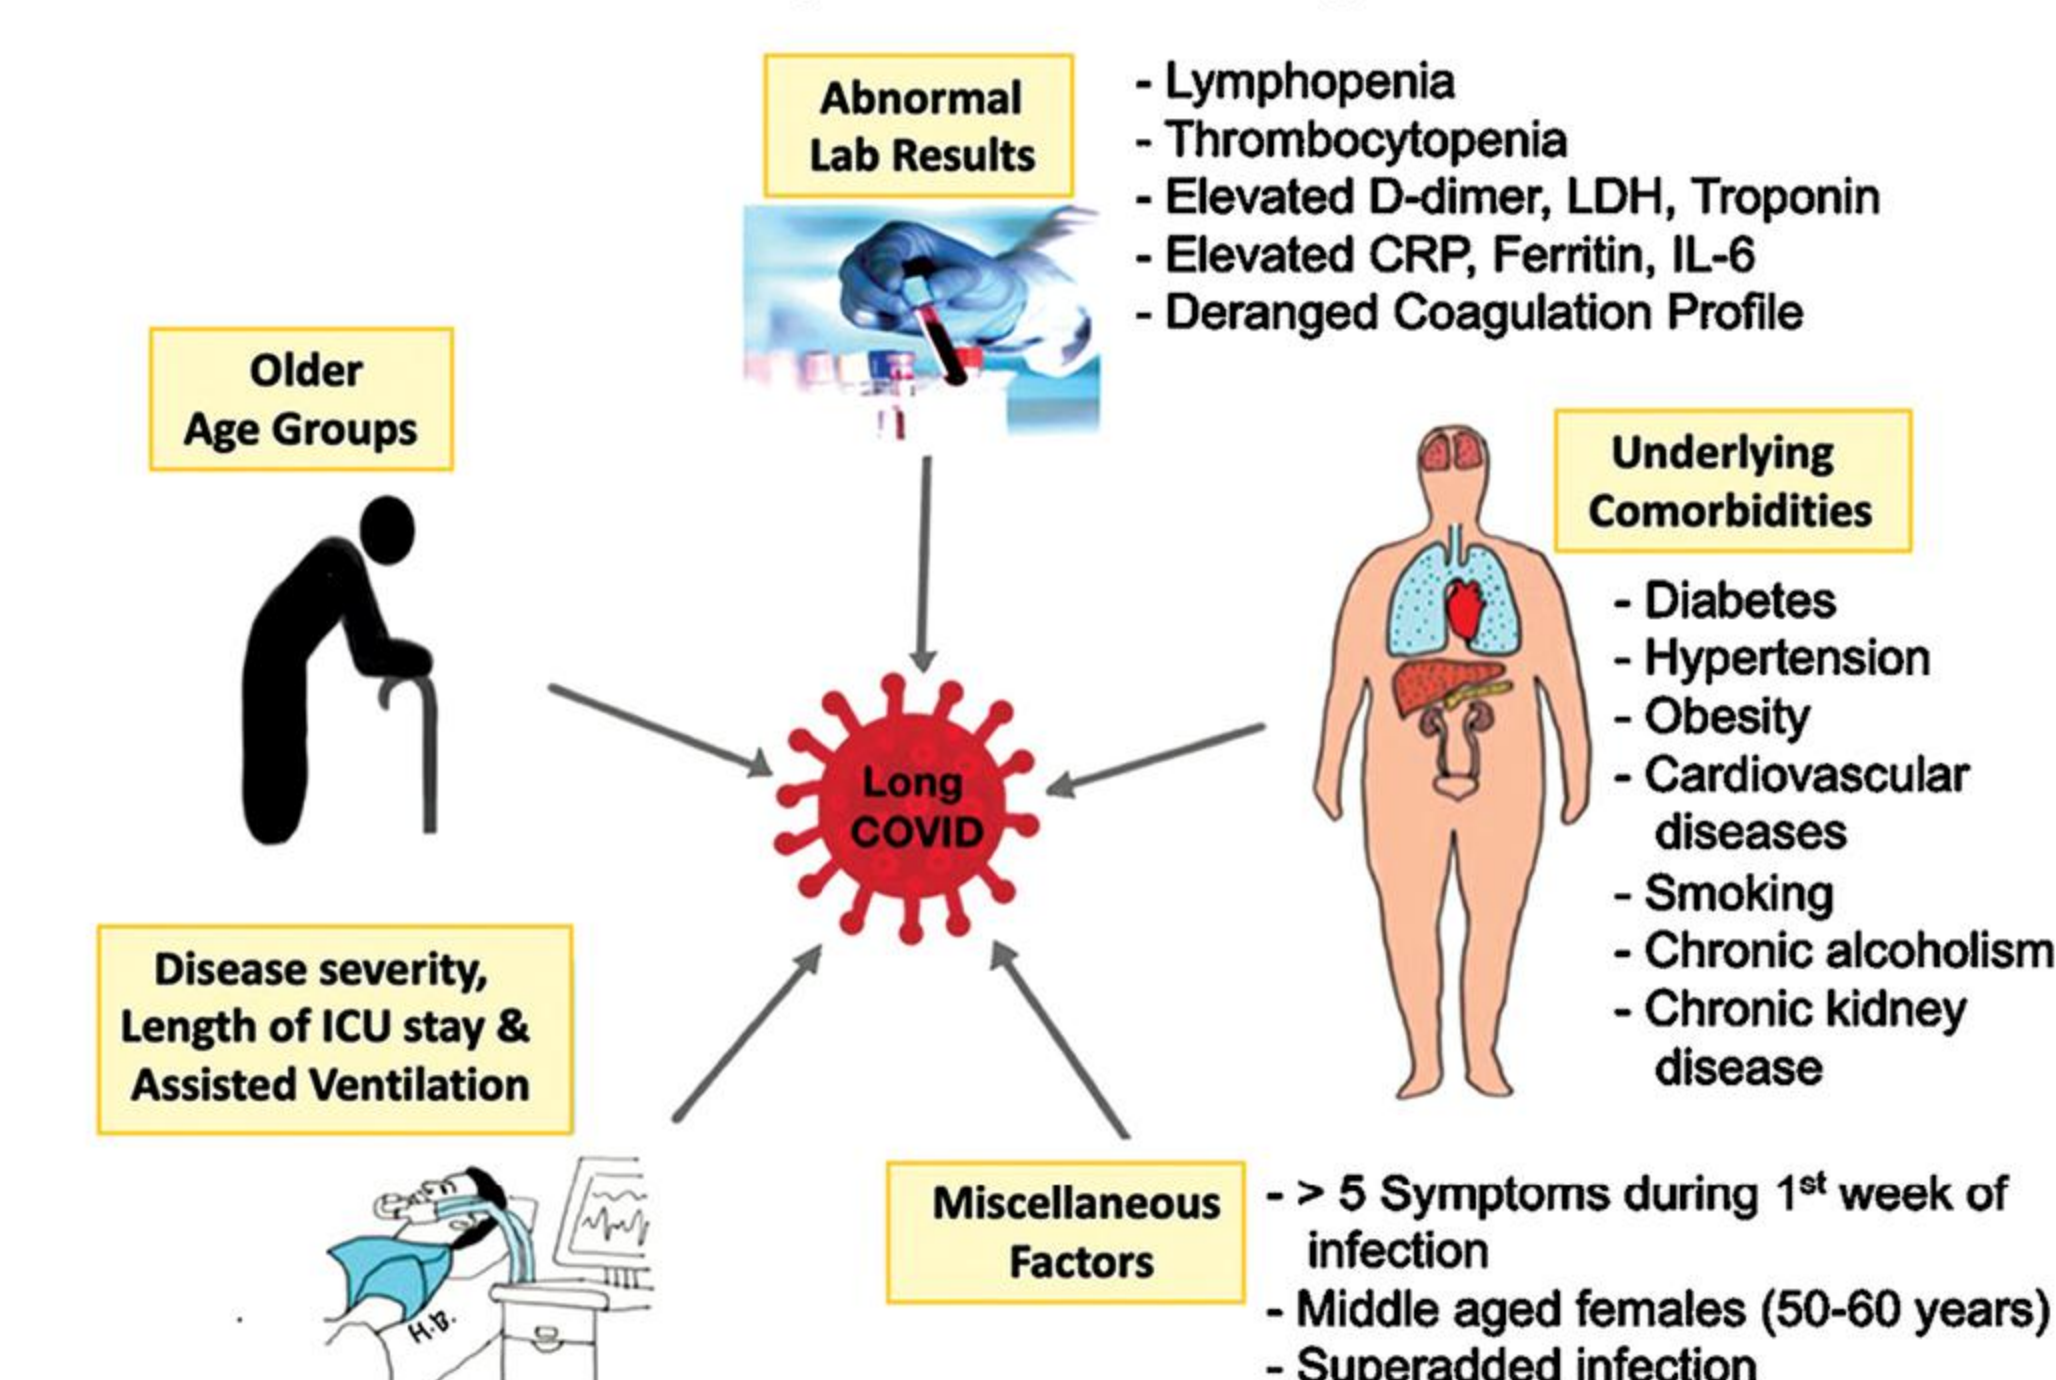 Abnormal
Lab Results
- Lymphopenia
- Thrombocytopenia
- Elevated D-dimer, LDH, Troponin
- Elevated CRP, Ferritin, IL-6
- Deranged Coagulation Profile
Older
Age Groups
Underlying
Comorbidities
- Diabetes
- Hypertension
- Obesity
- Cardiovascular
diseases
- Smoking
- Chronic alcoholism
- Chronic kidney
disease
Long
COVID
Disease severity,
Length of ICU stay &
Assisted Ventilation
H.B.
Miscellaneous
Factors
- > 5 Symptoms during 1st week of
infection
- Middle aged females (50-60 years)
- Superadded infection